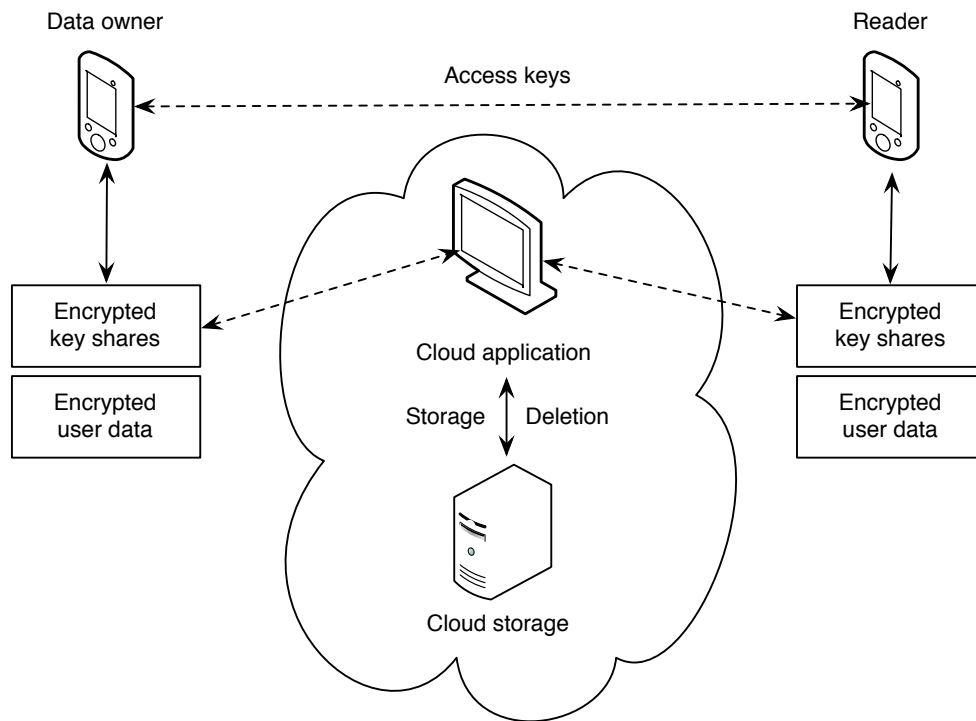 Data owner
Reader
Access keys
Encrypted
key shares
Encrypted
user data
Cloud application
Storage
Deletion
Cloud storage
Encrypted
key shares
Encrypted
user data